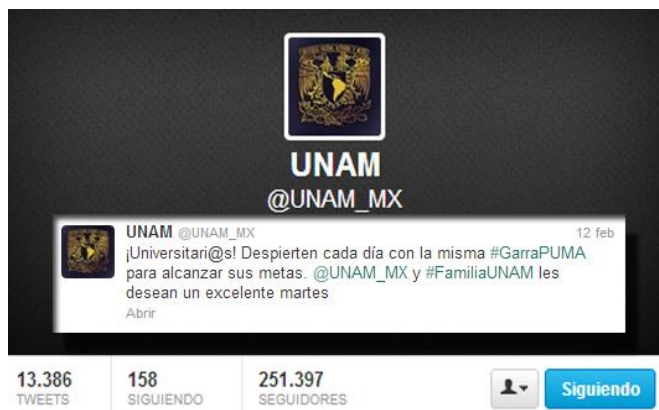 UNAM
@UNAM_MX
UNAM @UNAM_MX 12 feb
¡Universitari@s! Despierten cada día con la misma #GarraPUMA
para alcanzar sus metas. @UNAM_MX y #FamiliaUNAM les
desean un excelente martes
Abrir
13.386 158 251.397
TWEETS SIGUIENDO SEGUIDORES
Siguiendo